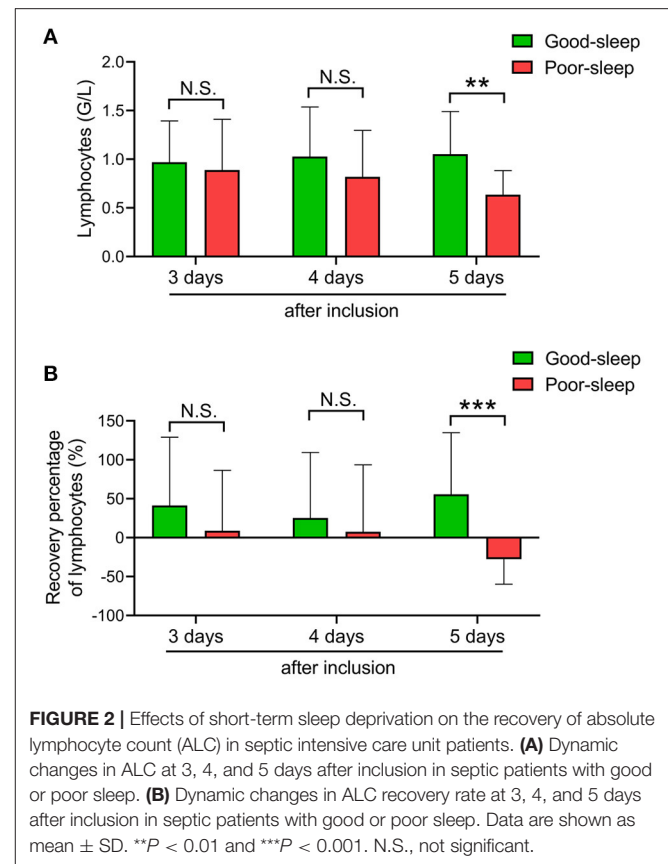 A
Good-sleep
Poor-sleep
Lymphocytes (G/L)
2.0
1.5
1.0
0.5
0.0
N.S.
N.S.
**
3 days
4 days
5 days
after inclusion
B
Good-sleep
Poor-sleep
Recovery percentage
of lymphocytes (%)
150
100
50
0
-50
-100
N.S.
N.S.
***
3 days
4 days
5 days
after inclusion
FIGURE 2 | Effects of short-term sleep deprivation on the recovery of absolute
lymphocyte count (ALC) in septic intensive care unit patients. (A) Dynamic
changes in ALC at 3, 4, and 5 days after inclusion in septic patients with good
or poor sleep. (B) Dynamic changes in ALC recovery rate at 3, 4, and 5 days
after inclusion in septic patients with good or poor sleep. Data are shown as
mean ± SD. **P < 0.01 and ***P < 0.001. N.S., not significant.